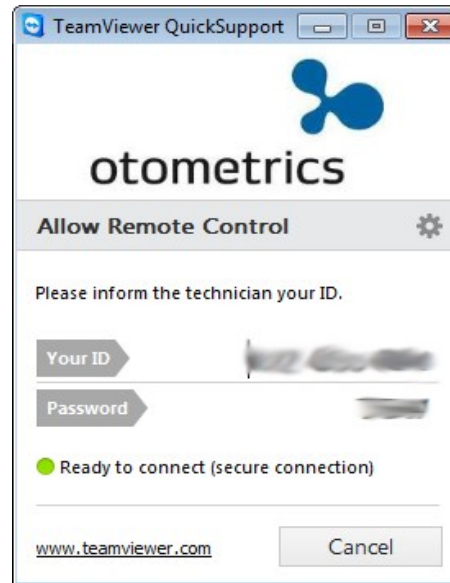 TeamViewer QuickSupport
otometrics
Allow Remote Control
Please inform the technician your ID.
Your ID
Password
Ready to connect (secure connection)
www.teamviewer.com
Cancel